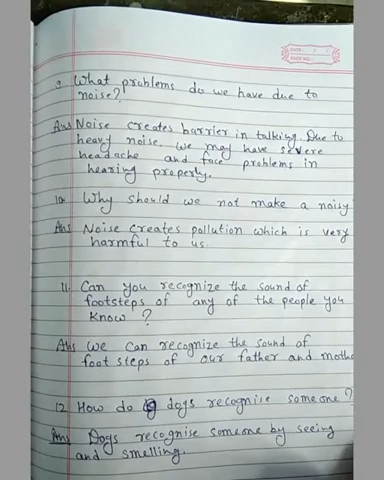 DATE: / /
PAGE NO.:
9. What problems do we have due to
noise?
Ans Noise creates barrier in talking. Due to
heavy noise we may have severe
headache and face problems in
hearing properly.
10. Why should we not make a noisy
Ans Noise creates pollution which is very
harmful to us.
11. Can you recognize the sound of
footsteps of any of the people you
know?
Ans We can recognize the sound of
foot steps of our father and moth
12 How do dogs recognise someone?
Ans Dogs recognise someone by seeing
and smelling.